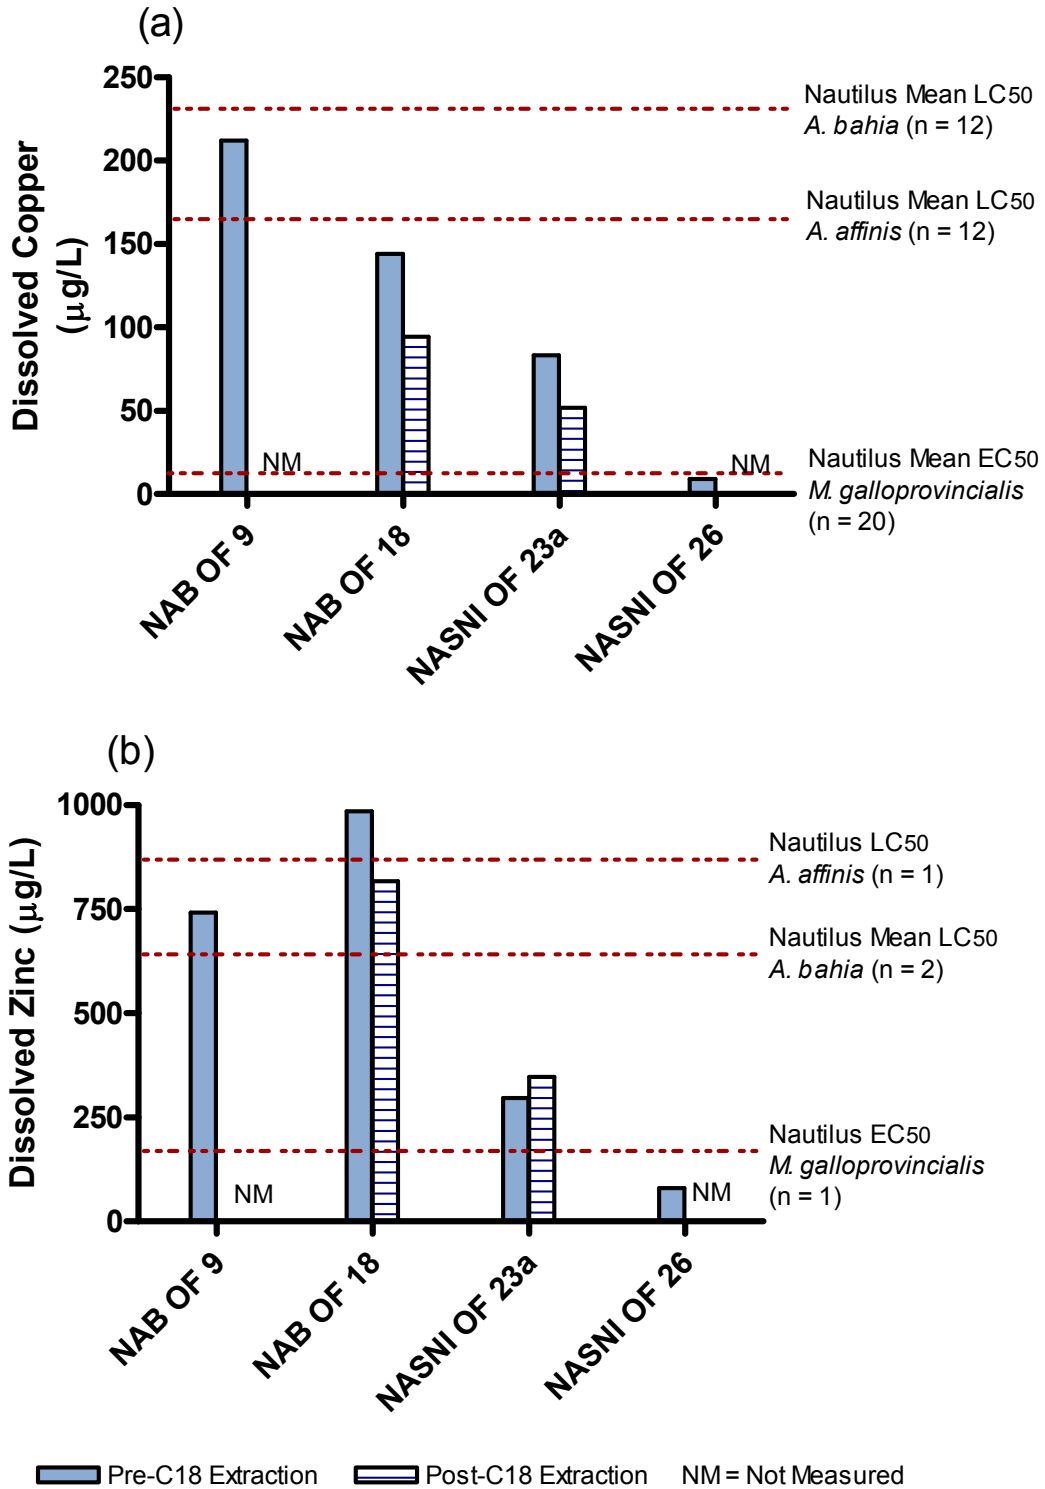 (a)
Dissolved Copper
(µg/L)
250
200
150
100
50
0
Nautilus Mean LC50
A. bahia (n = 12)
Nautilus Mean LC50
A. affinis (n = 12)
Nautilus Mean EC50
M. galloprovincialis
(n = 20)
NM
NM
NAB OF 9
NAB OF 18
NASNI OF 23a
NASNI OF 26
(b)
Dissolved Zinc (µg/L)
1000
750
500
250
0
Nautilus LC50
A. affinis (n = 1)
Nautilus Mean LC50
A. bahia (n = 2)
Nautilus EC50
M. galloprovincialis
(n = 1)
NM
NM
NAB OF 9
NAB OF 18
NASNI OF 23a
NASNI OF 26
Pre-C18 Extraction Post-C18 Extraction NM = Not Measured